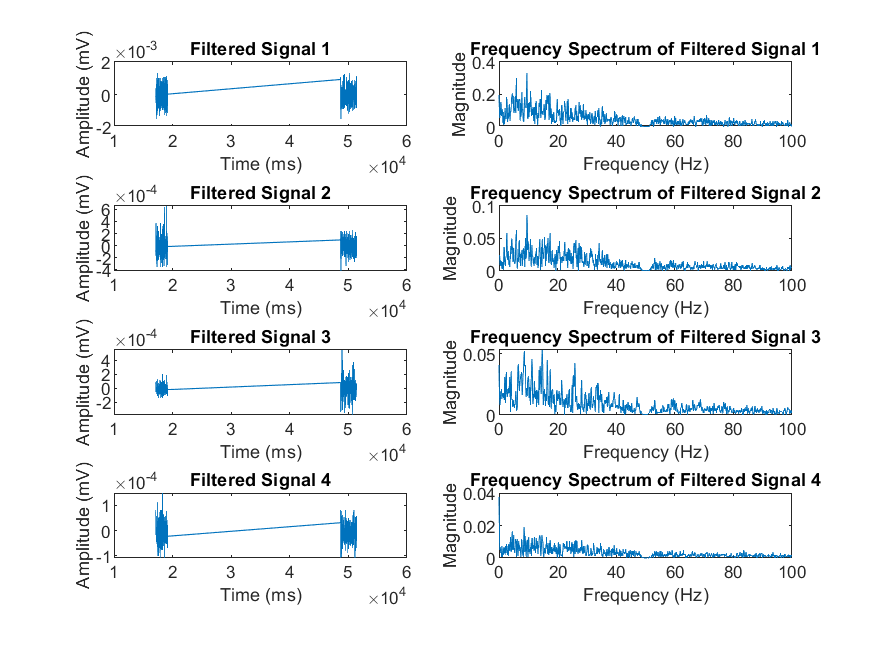 Filtered Signal 1
×10-3
Amplitude (mV)
2
0
-2
1 2 3 4 5 6
Time (ms)
×104
Frequency Spectrum of Filtered Signal 1
Magnitude
0.4
0.2
0
0 20 40 60 80 100
Frequency (Hz)
Filtered Signal 2
×10-4
Amplitude (mV)
6
4
2
0
-2
-4
1 2 3 4 5 6
Time (ms)
×104
Frequency Spectrum of Filtered Signal 2
Magnitude
0.1
0.05
0
0 20 40 60 80 100
Frequency (Hz)
Filtered Signal 3
×10-4
Amplitude (mV)
4
2
0
-2
1 2 3 4 5 6
Time (ms)
×104
Frequency Spectrum of Filtered Signal 3
Magnitude
0.05
0
0 20 40 60 80 100
Frequency (Hz)
Filtered Signal 4
×10-4
Amplitude (mV)
1
0
-1
1 2 3 4 5 6
Time (ms)
×104
Frequency Spectrum of Filtered Signal 4
Magnitude
0.04
0.02
0
0 20 40 60 80 100
Frequency (Hz)